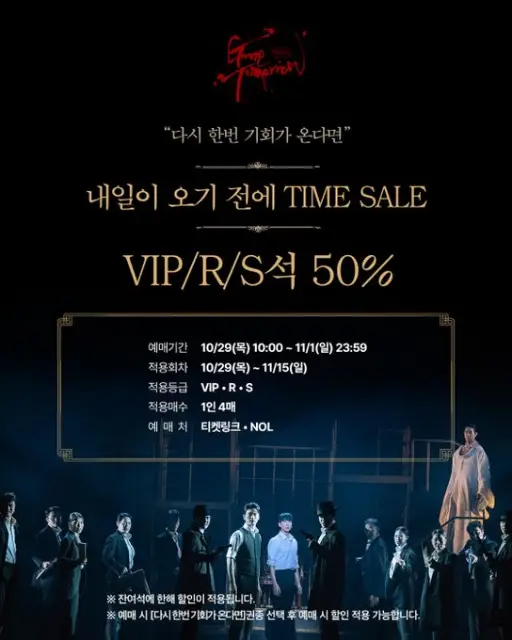 “다시 한번 기회가 온다면”
내일이 오기 전에 TIME SALE
VIP/R/S석 50%
예매기간 10/29(목) 10:00 ~ 11/1(일) 23:59
적용회차 10/29(목) ~ 11/15(일)
적용등급 VIP • R • S
적용매수 1인 4매
예 매 처 티켓링크 • NOL
※ 잔여석에 한해 할인이 적용됩니다.
※ 예매 시 [다시 한번 기회가 온다면]권종 선택 후 예매 시 할인 적용 가능합니다.